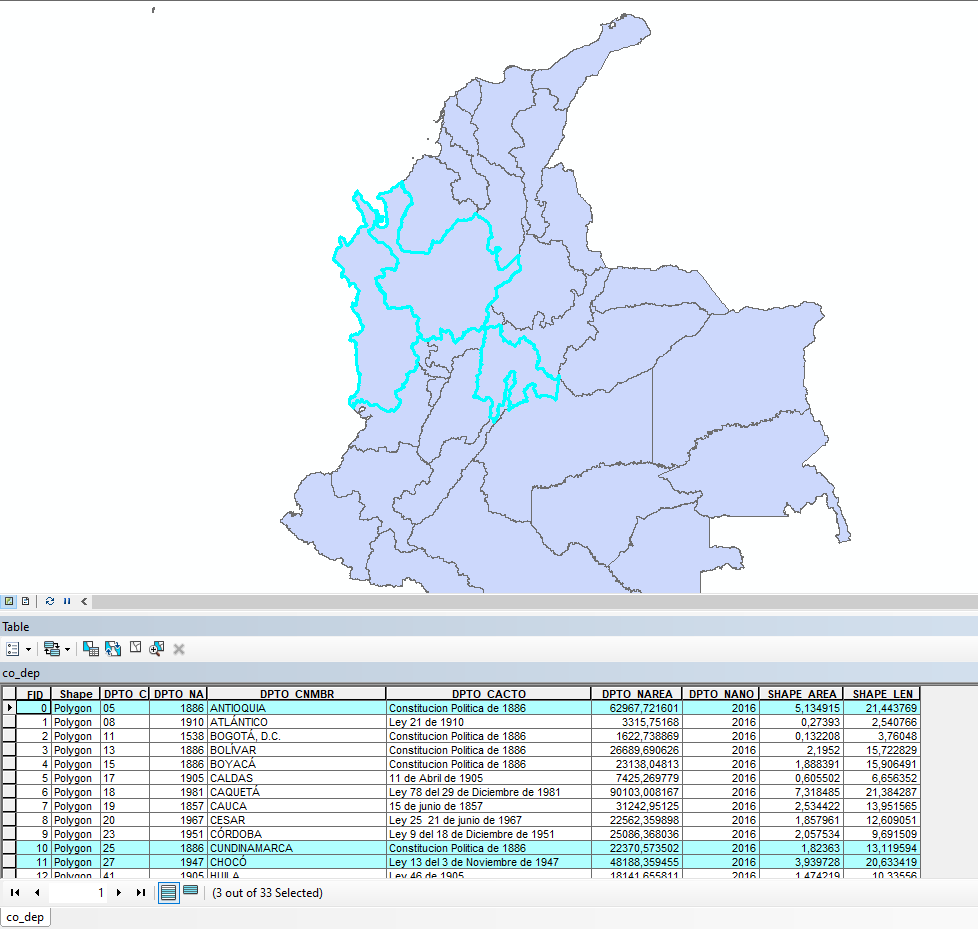 Table
co_dep
FID Shape DPTO_C DPTO_NA DPTO_CNMBR DPTO_CACTO DPTO_NAREA DPTO_NANO SHAPE_AREA SHAPE_LEN
0 Polygon 05 1886 ANTIOQUIA Constitucion Politica de 1886 62967,721601 2016 5,134915 21,443769
1 Polygon 08 1910 ATLÁNTICO Ley 21 de 1910 3315,75168 2016 0,27393 2,540766
2 Polygon 11 1538 BOGOTÁ, D.C. Constitucion Politica de 1886 1622,738869 2016 0,132208 3,76048
3 Polygon 13 1886 BOLÍVAR Constitucion Politica de 1886 26689,690626 2016 2,1952 15,722829
4 Polygon 15 1886 BOYACÁ Constitucion Politica de 1886 23138,04813 2016 1,888391 15,906491
5 Polygon 17 1905 CALDAS 11 de Abril de 1905 7425,269779 2016 0,605502 6,656352
6 Polygon 18 1981 CAQUETÁ Ley 78 del 29 de Diciembre de 1981 90103,008167 2016 7,318485 21,384287
7 Polygon 19 1857 CAUCA 15 de junio de 1857 31242,95125 2016 2,534422 13,951565
8 Polygon 20 1967 CESAR Ley 25 21 de junio de 1967 22562,359898 2016 1,857961 12,609051
9 Polygon 23 1951 CÓRDOBA Ley 9 del 18 de Diciembre de 1951 25086,368036 2016 2,057534 9,691509
10 Polygon 25 1886 CUNDINAMARCA Constitucion Politica de 1886 22370,573502 2016 1,82363 13,119594
11 Polygon 27 1947 CHOCÓ Ley 13 del 3 de Noviembre de 1947 48188,359455 2016 3,939728 20,633419
12 Polygon 41 1905 HUILA Ley 46 de 1905 18141,655811 2016 1,474219 10,33556
1 (3 out of 33 Selected)
co_dep